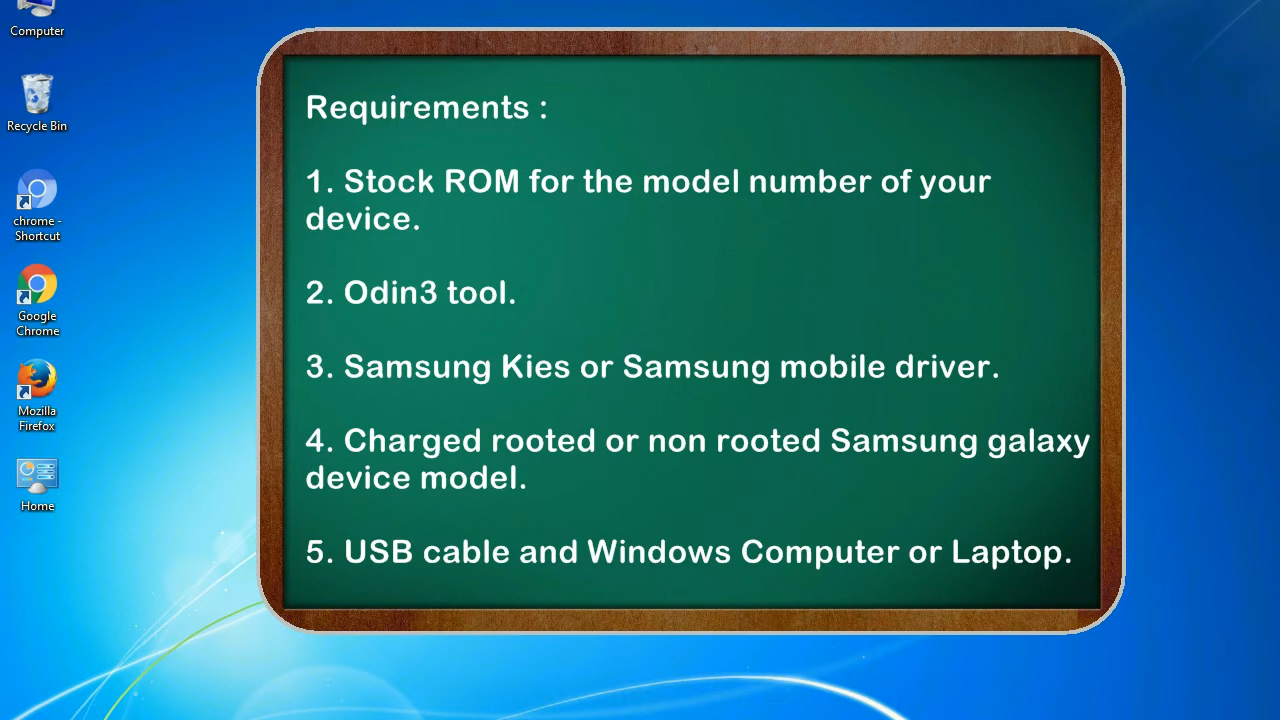 Computer
Recycle Bin
chrome -
Shortcut
Google
Chrome
Mozilla
Firefox
Home
Requirements :
1. Stock ROM for the model number of your
device.
2. Odin3 tool.
3. Samsung Kies or Samsung mobile driver.
4. Charged rooted or non rooted Samsung galaxy
device model.
5. USB cable and Windows Computer or Laptop.